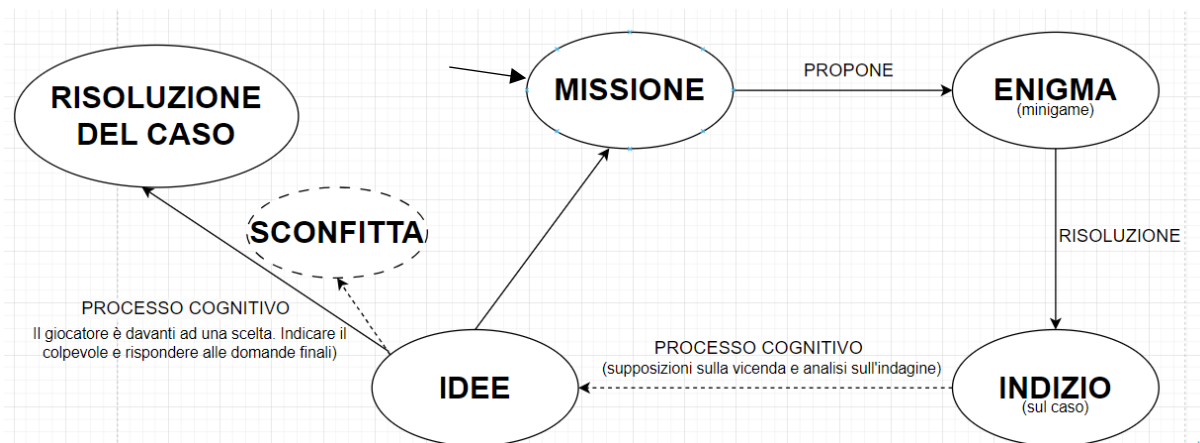 MISSIONE
PROPONE
ENIGMA
(minigame)
RISOLUZIONE
DEL CASO
SCONFITTA
RISOLUZIONE
PROCESSO COGNITIVO
Il giocatore è davanti ad una scelta. Indicare il
colpevole e rispondere alle domande finali)
PROCESSO COGNITIVO
(supposizioni sulla vicenda e analisi sull'indagine)
IDEE
INDIZIO
(sul caso)